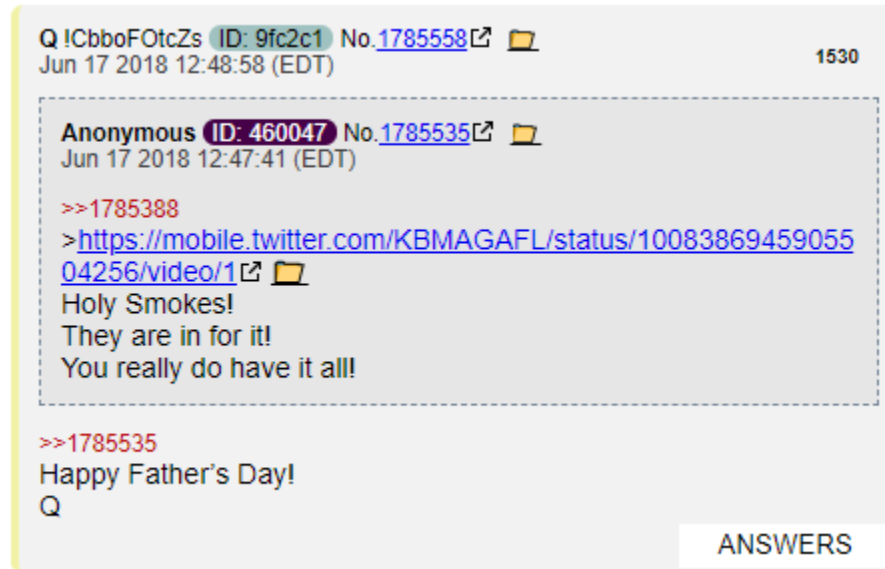 Q !CbboFOtcZs ID: 9fc2c1 No.1785558
Jun 17 2018 12:48:58 (EDT)
1530
Anonymous ID: 460047 No.1785535
Jun 17 2018 12:47:41 (EDT)
>>1785388
>https://mobile.twitter.com/KBMAGAFL/status/10083869459055
04256/video/1
Holy Smokes!
They are in for it!
You really do have it all!
>>1785535
Happy Father’s Day!
Q
ANSWERS